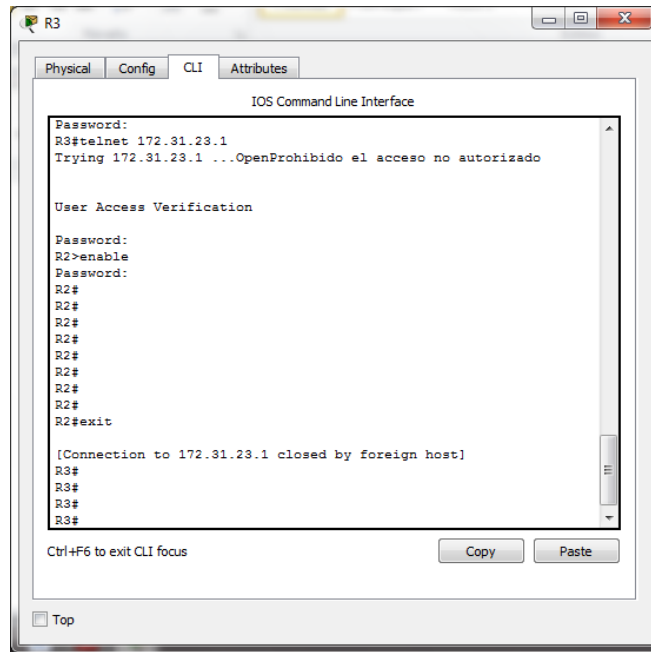 R3
Physical Config CLI Attributes
IOS Command Line Interface
Password:
R3#telnet 172.31.23.1
Trying 172.31.23.1 ...OpenProhibido el acceso no autorizado
User Access Verification
Password:
R2>enable
Password:
R2#
R2#
R2#
R2#
R2#
R2#
R2#
R2#
R2#exit
[Connection to 172.31.23.1 closed by foreign host]
R3#
R3#
R3#
R3#
Ctrl+F6 to exit CLI focus
Copy Paste
Top